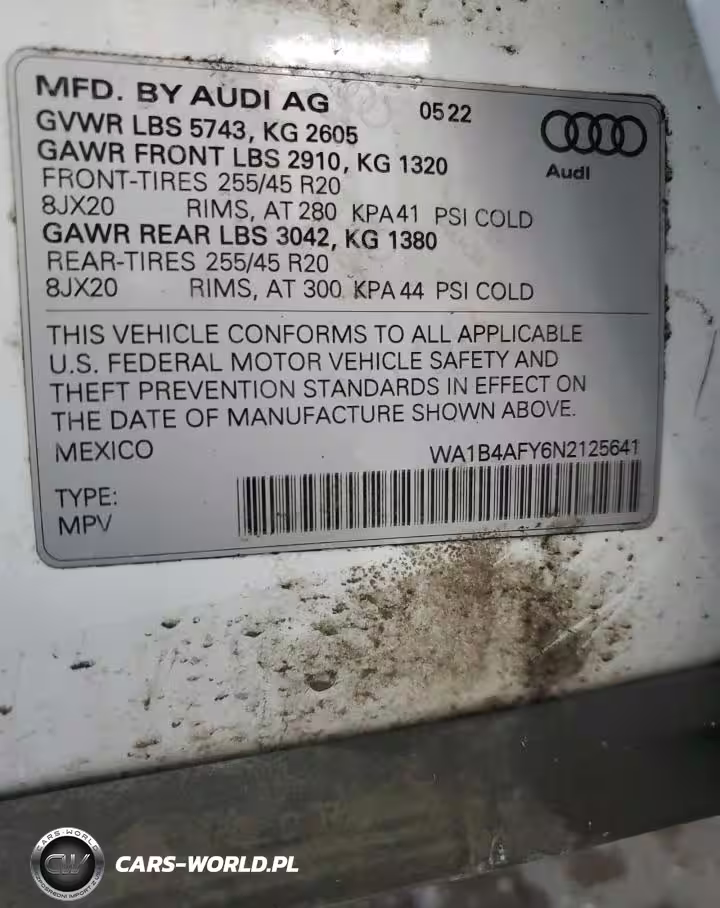 MFD. BY AUDI AG 0522
GVWR LBS 5743, KG 2605
GAWR FRONT LBS 2910, KG 1320
Audi
FRONT-TIRES 255/45 R20
8JX20 RIMS, AT 280 KPA 41 PSI COLD
GAWR REAR LBS 3042, KG 1380
REAR-TIRES 255/45 R20
8JX20 RIMS, AT 300 KPA 44 PSI COLD
THIS VEHICLE CONFORMS TO ALL APPLICABLE
U.S. FEDERAL MOTOR VEHICLE SAFETY AND
THEFT PREVENTION STANDARDS IN EFFECT ON
THE DATE OF MANUFACTURE SHOWN ABOVE.
MEXICO WA1B4AFY6N2125641
TYPE:
MPV
CARS-WORLD
CW
CARS-WORLD.PL